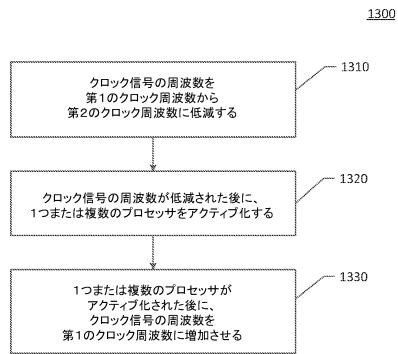 1300
クロック信号の周波数を
第1のクロック周波数から
第2のクロック周波数に低減する
1310
クロック信号の周波数が低減された後に、
1つまたは複数のプロセッサをアクティブ化する
1320
1つまたは複数のプロセッサが
アクティブ化された後に、
クロック信号の周波数を
第1のクロック周波数に増加させる
1330